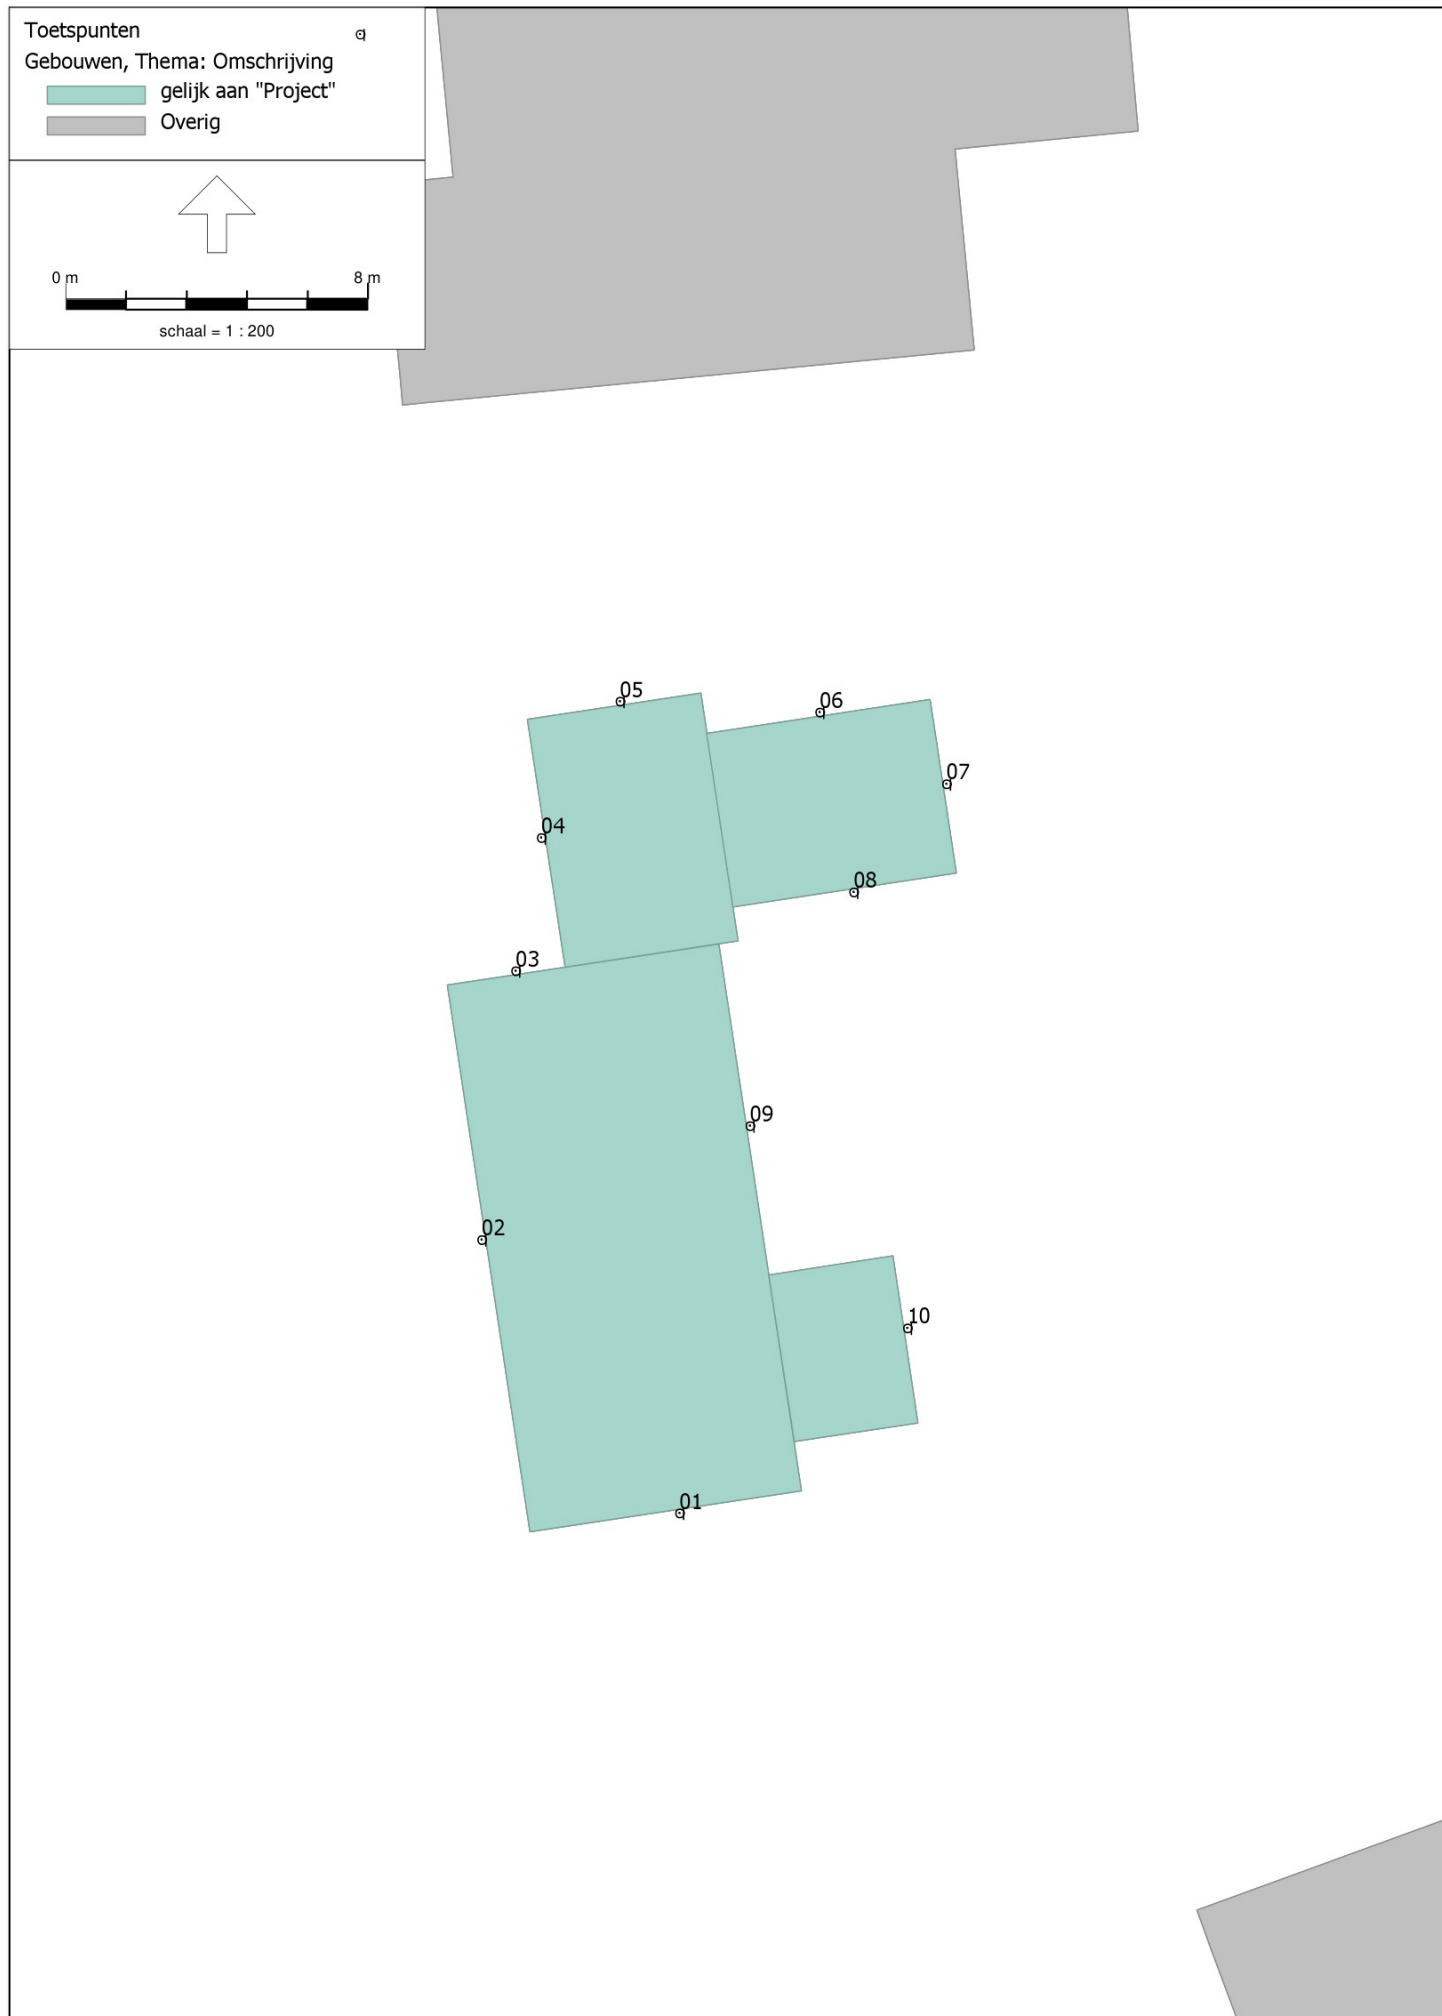 Toetspunten
Gebouwen, Thema: Omschrijving
gelijk aan "Project"
Overig
0 m 8 m
schaal = 1 : 200
05
06
07
04
08
03
09
02
10
01